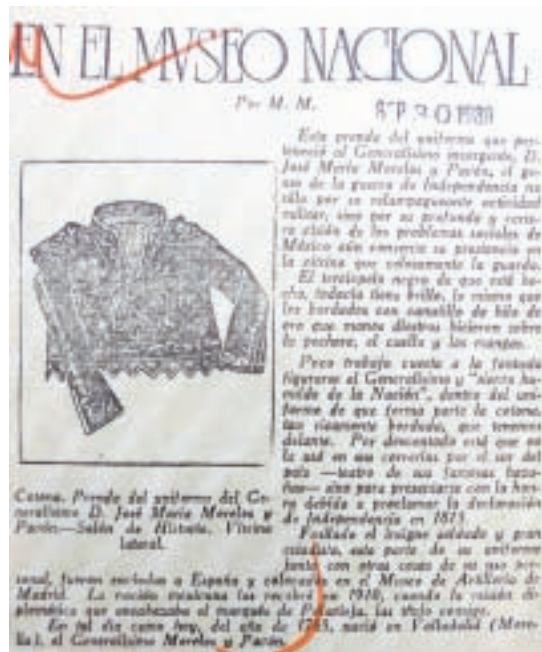 EN EL MVSEO NACIONAL
Por M. M.
SEP 30
Esta prenda del uniforme que per-
teneció al Generalísimo insurgente, D.
José María Morelos y Pavón, el ge-
nio de la guerra de Independencia no
sólo por su relampagueante actividad
militar, sino por su profunda y certe-
ra visión de los problemas sociales de
México aún conserva su prestancia en
la vitrina que celosamente la guarda.
El terciopelo negro de que está he-
cha, todavía tiene brillo, lo mismo que
los bordados con canutillo de hilo de
oro que manos diestras hicieron sobre
la pechera, el cuello y las mangas.
Poco trabajo cuesta a la fantasía
figurarse al Generalísimo y "siervo hu-
milde de la Nación", dentro del uni-
forme de que forma parte la cotona,
tan ricamente bordada, que tenemos
delante. Por descontado está que no
la usó en sus correrías por el sur del
país —teatro de sus famosas haza-
ñas— sino para presentarse con la hon-
ra debida a proclamar la declaración
de Independencia en 1813.
Fusilado el insigne soldado y gran
estadista, esta parte de su uniforme
junto con otras cosas de su uso per-
sonal, fueron enviadas a España y colocadas en el Museo de Artillería de
Madrid. La nación mexicana las recibió en 1910, cuando la misión di-
plomática que encabezaba el marqués de Polavieja, las trajo consigo.
En tal día como hoy, del año de 1765, nació en Valladolid (More-
lia), el Generalísimo Morelos y Pavón.
Cotona. Prenda del uniforme del Ge-
neralísimo D. José María Morelos y
Pavón.—Salón de Historia. Vitrina
lateral.